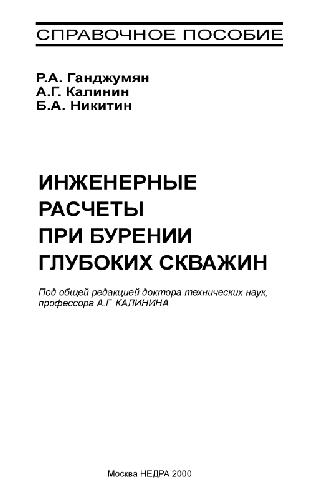 СПРАВОЧНОЕ ПОСОБИЕ
Р.А. Ганджумян
А.Г. Калинин
Б.А. Никитин
ИНЖЕНЕРНЫЕ
РАСЧЕТЫ
ПРИ БУРЕНИИ
ГЛУБОКИХ СКВАЖИН
Под общей редакцией доктора технических наук,
профессора А.Г. КАЛИНИНА
Москва НЕДРА 2000